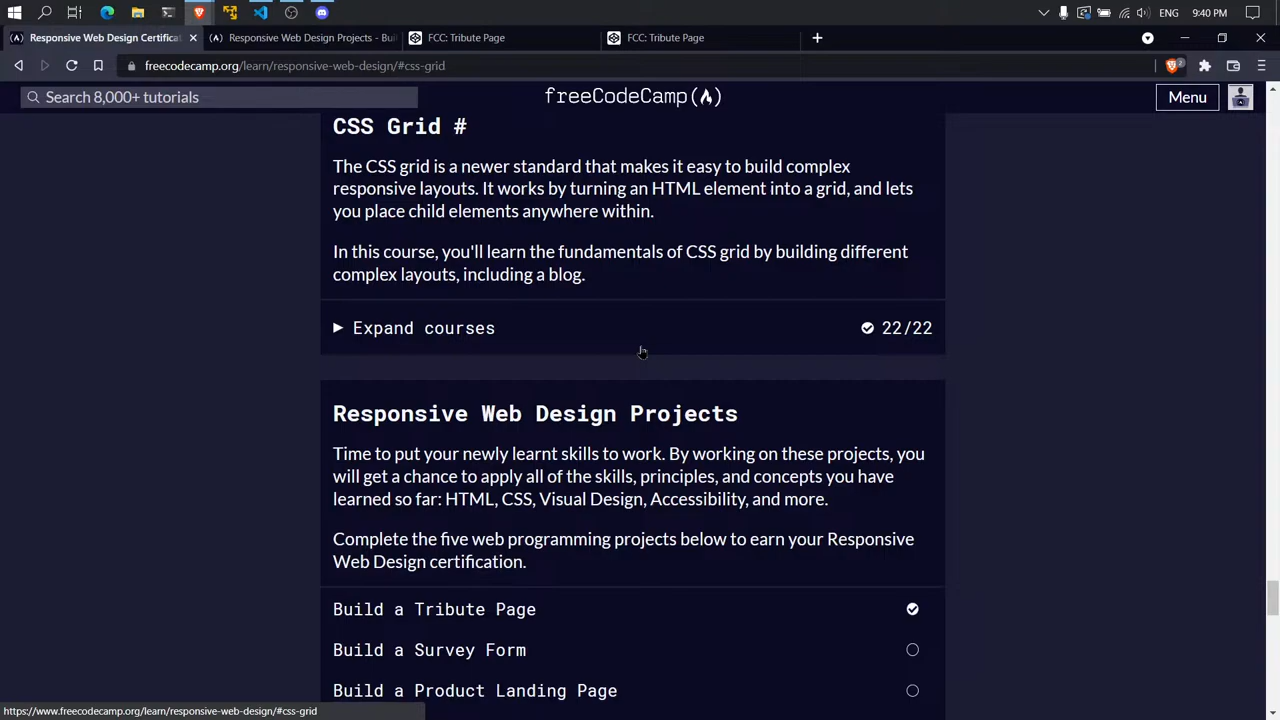 ENG
9:40 PM
Responsive Web Design Certifica
Responsive Web Design Projects - Bui
FCC: Tribute Page
FCC: Tribute Page
freecodecamp.org/learn/responsive-web-design/#css-grid
2
Search 8,000+ tutorials
freeCodeCamp
Menu
CSS Grid #
The CSS grid is a newer standard that makes it easy to build complex
responsive layouts. It works by turning an HTML element into a grid, and lets
you place child elements anywhere within.
In this course, you'll learn the fundamentals of CSS grid by building different
complex layouts, including a blog.
Expand courses
22/22
Responsive Web Design Projects
Time to put your newly learnt skills to work. By working on these projects, you
will get a chance to apply all of the skills, principles, and concepts you have
learned so far: HTML, CSS, Visual Design, Accessibility, and more.
Complete the five web programming projects below to earn your Responsive
Web Design certification.
Build a Tribute Page
Build a Survey Form
Build a Product Landing Page
https://www.freecodecamp.org/learn/responsive-web-design/#css-grid